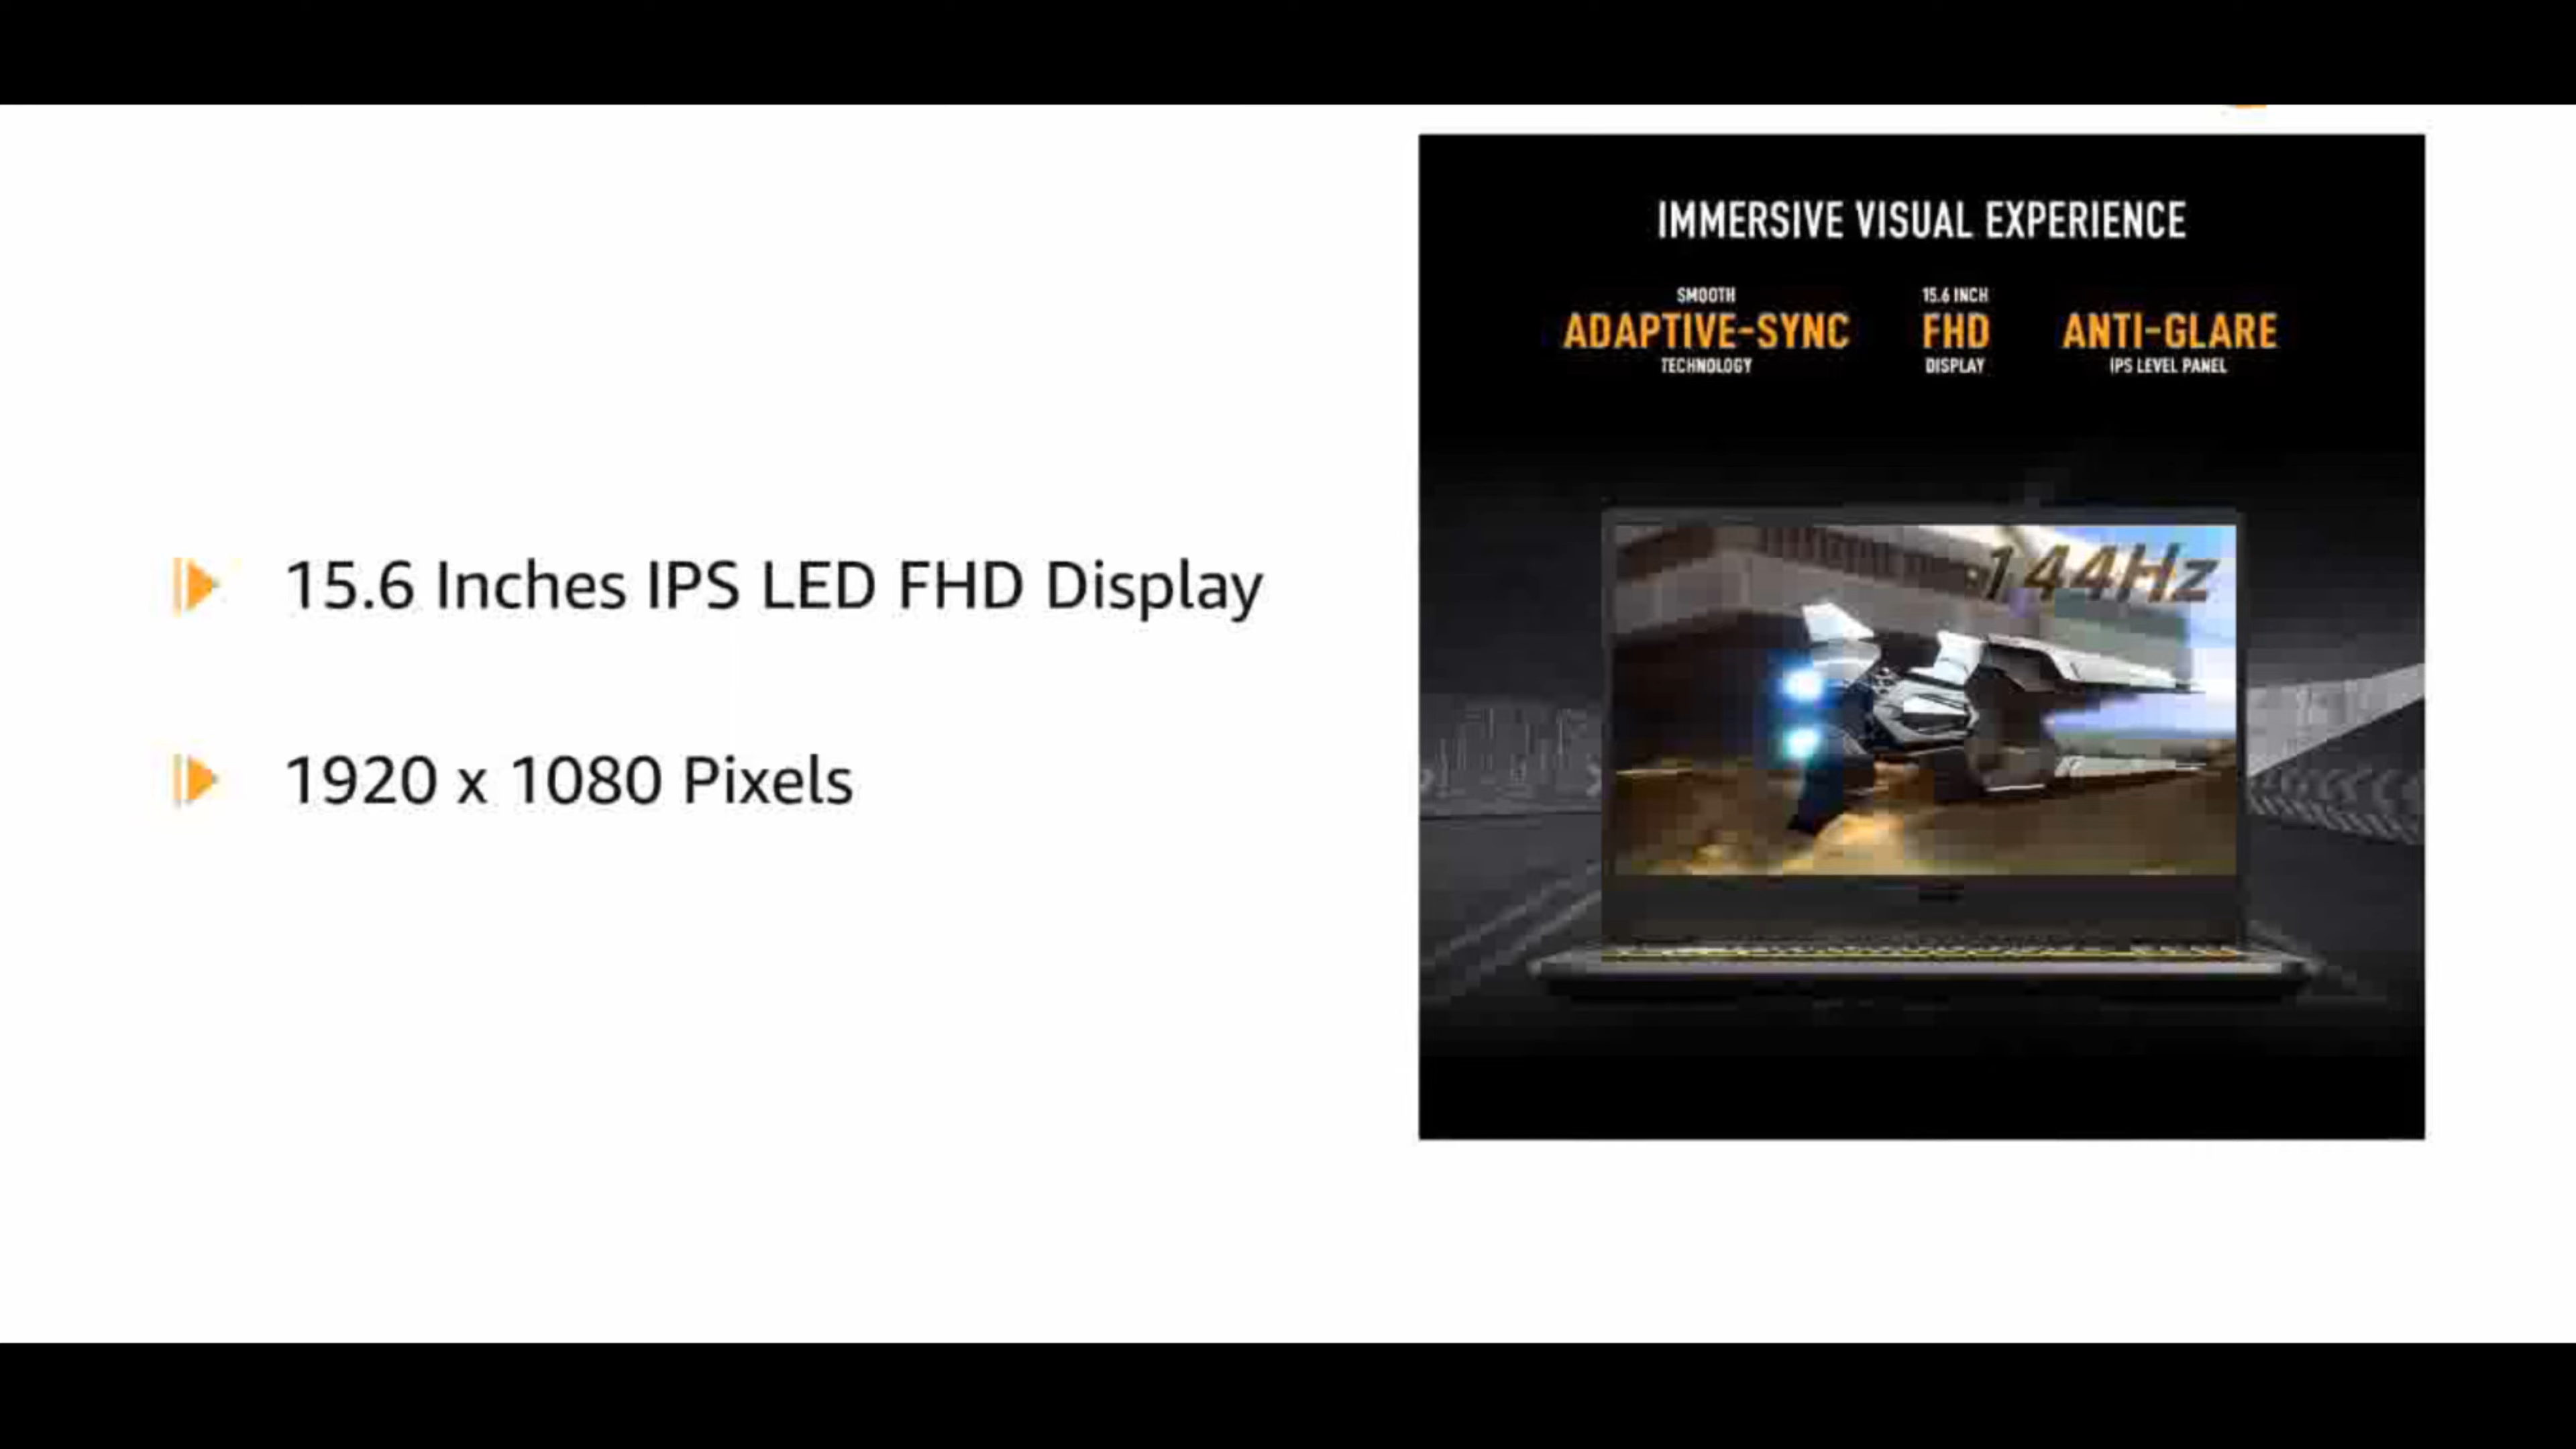 15.6 Inches IPS LED FHD Display
1920 x 1080 Pixels
IMMERSIVE VISUAL EXPERIENCE
SMOOTH
ADAPTIVE-SYNC
TECHNOLOGY
15.6 INCH
FHD
DISPLAY
ANTI-GLARE
IPS LEVEL PANEL
144Hz